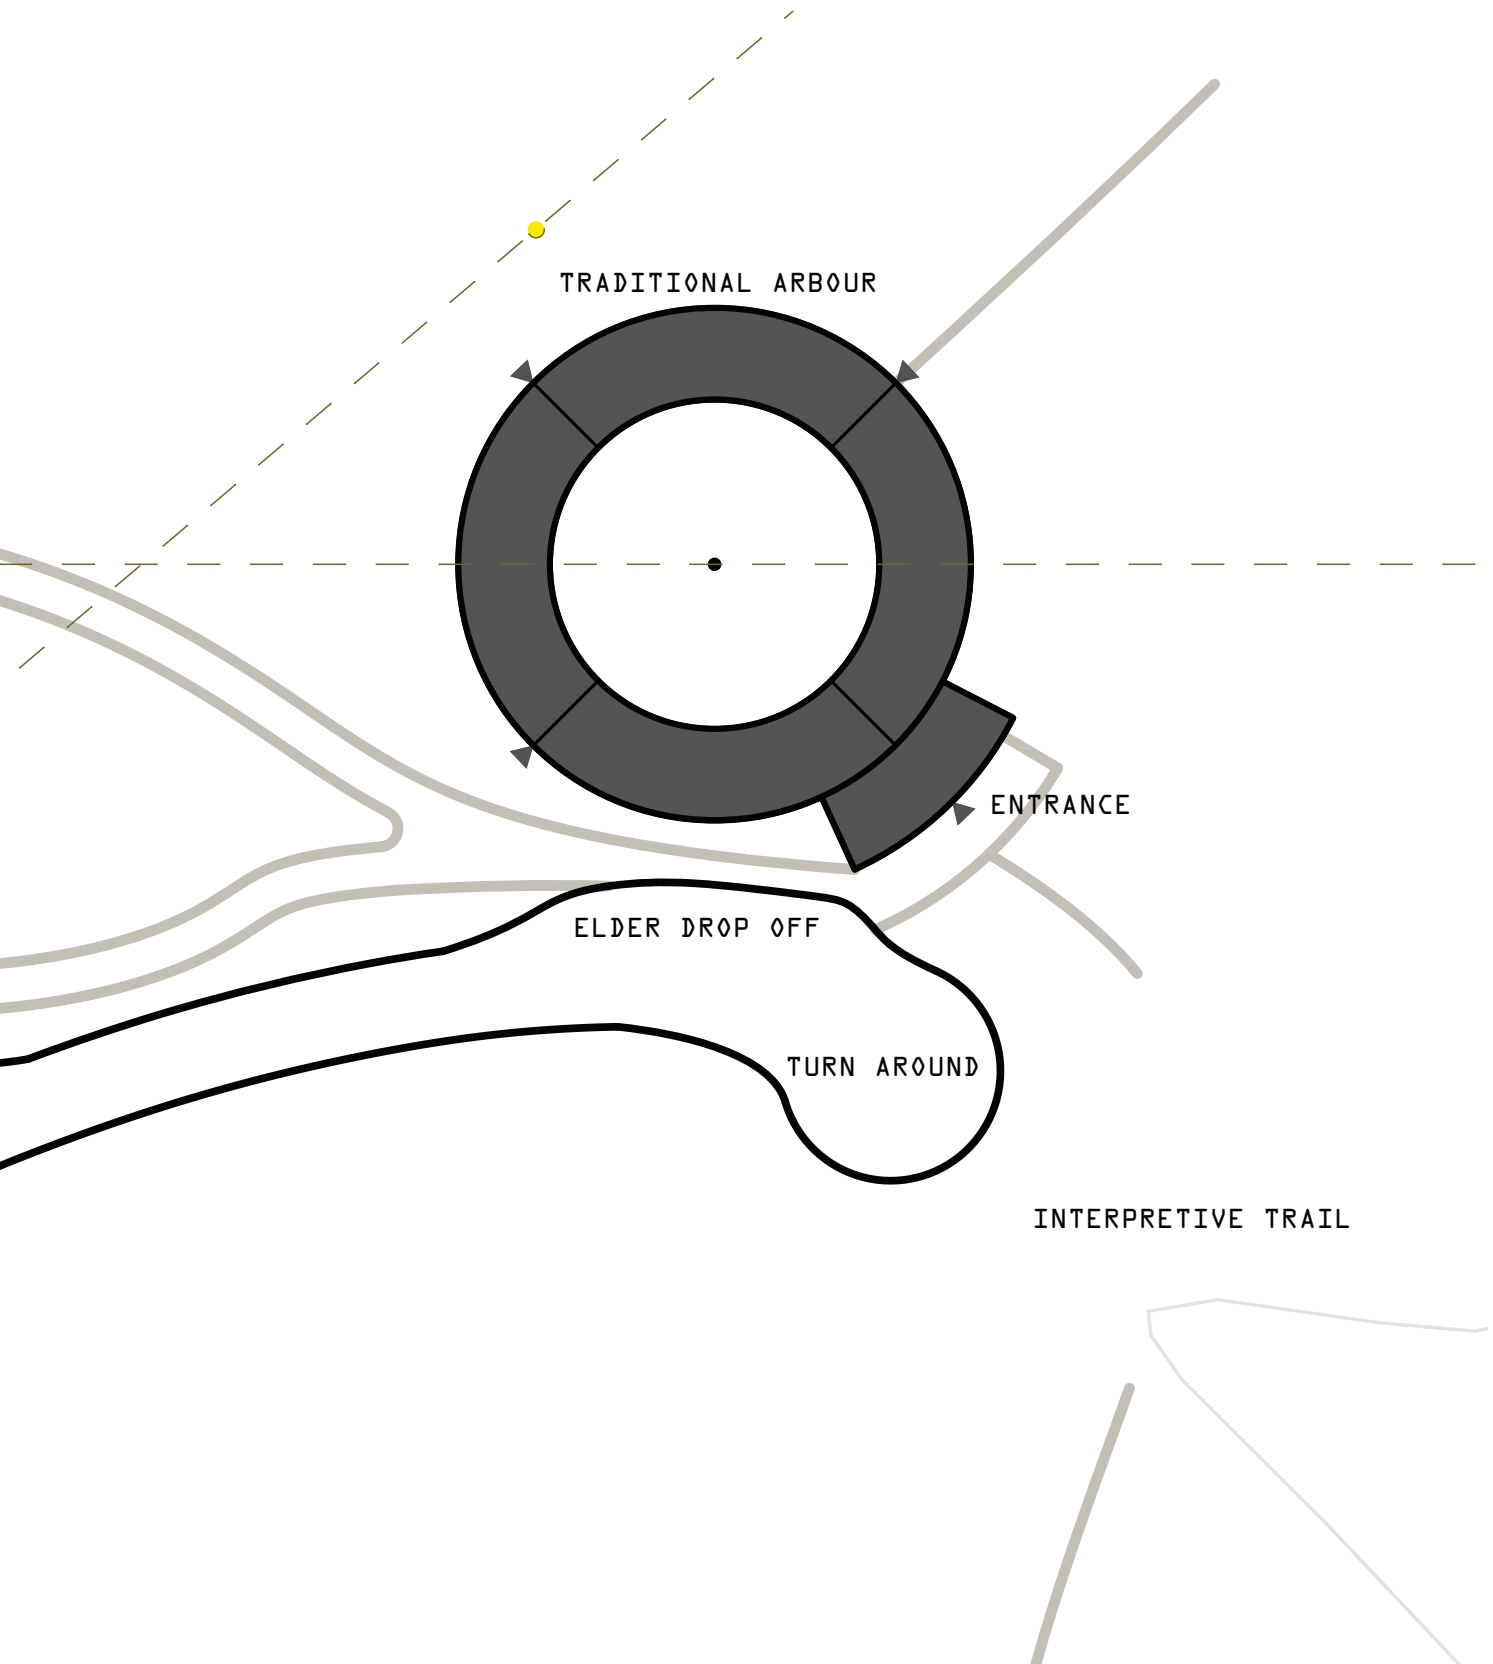 TRADITIONAL ARBOUR
ENTRANCE
ELDER DROP OFF
TURN AROUND
INTERPRETIVE TRAIL